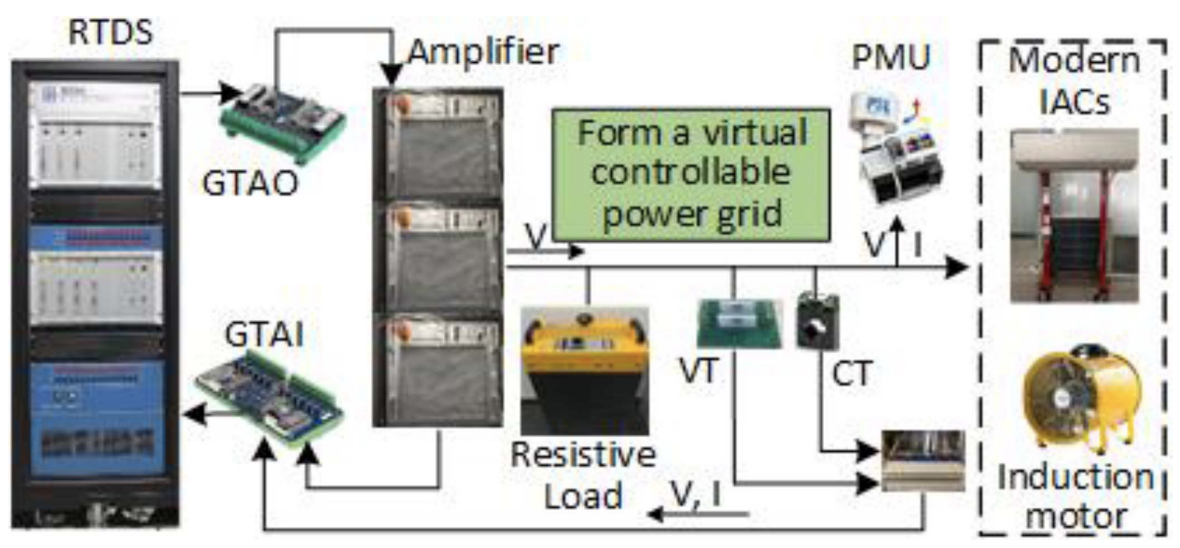 RTDS
GTAO
Amplifier
PMU
Modern
IACs
Form a virtual
controllable
power grid
V
V
I
GTAI
VT
CT
Resistive
Load
V, I
Induction
motor